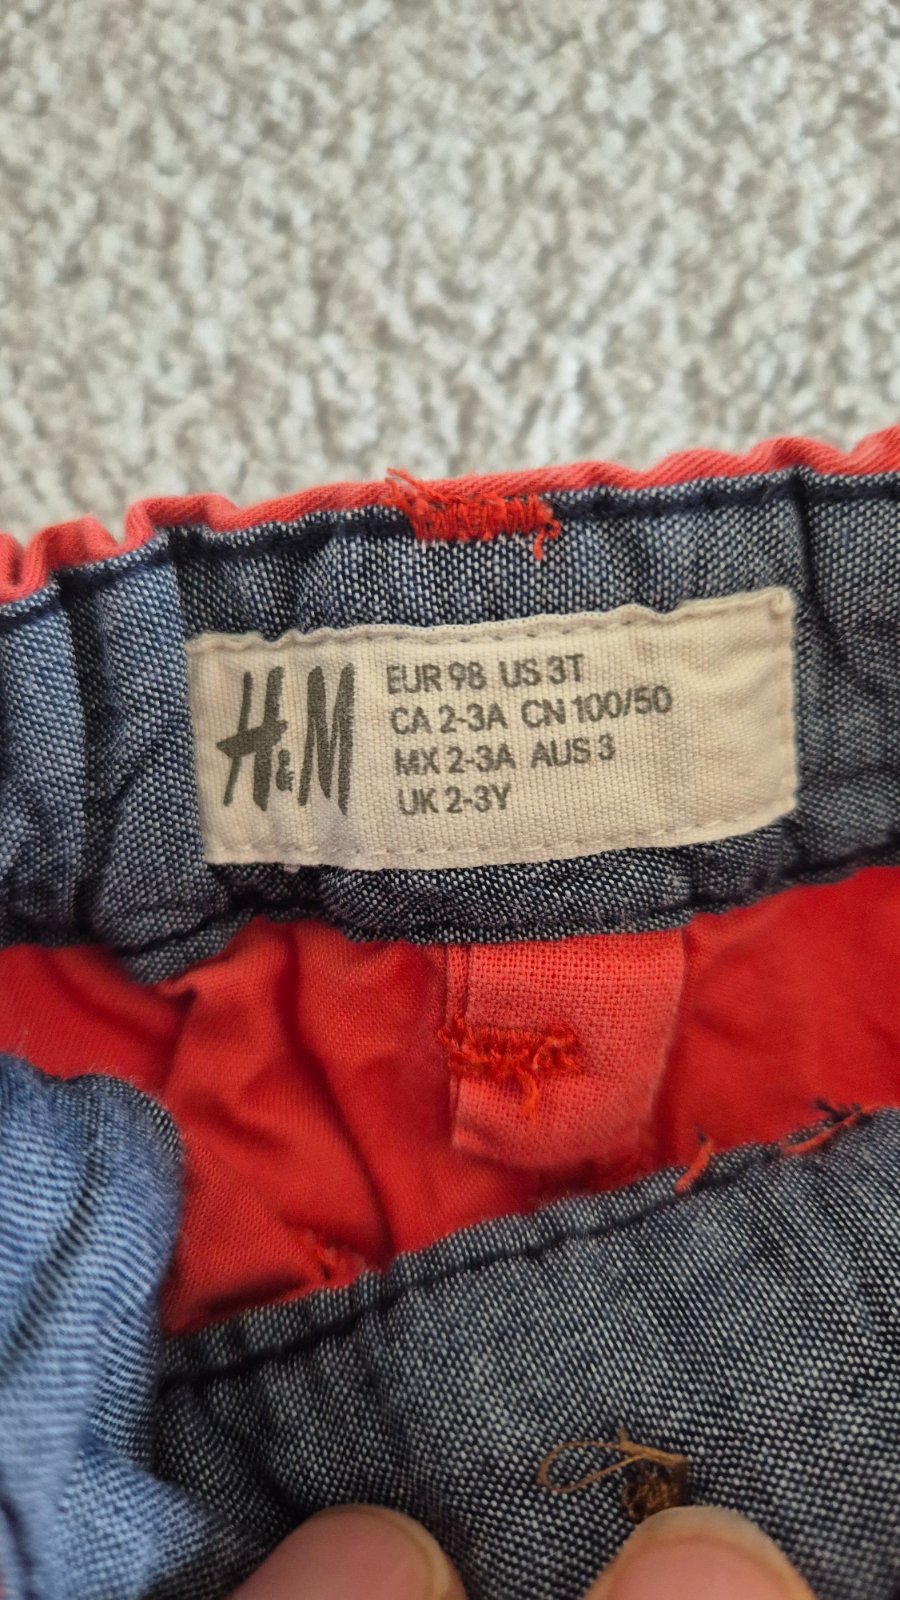 H&M
EUR 98 US 3T
CA 2-3A CN 100/50
MX 2-3A AUS 3
UK 2-3Y